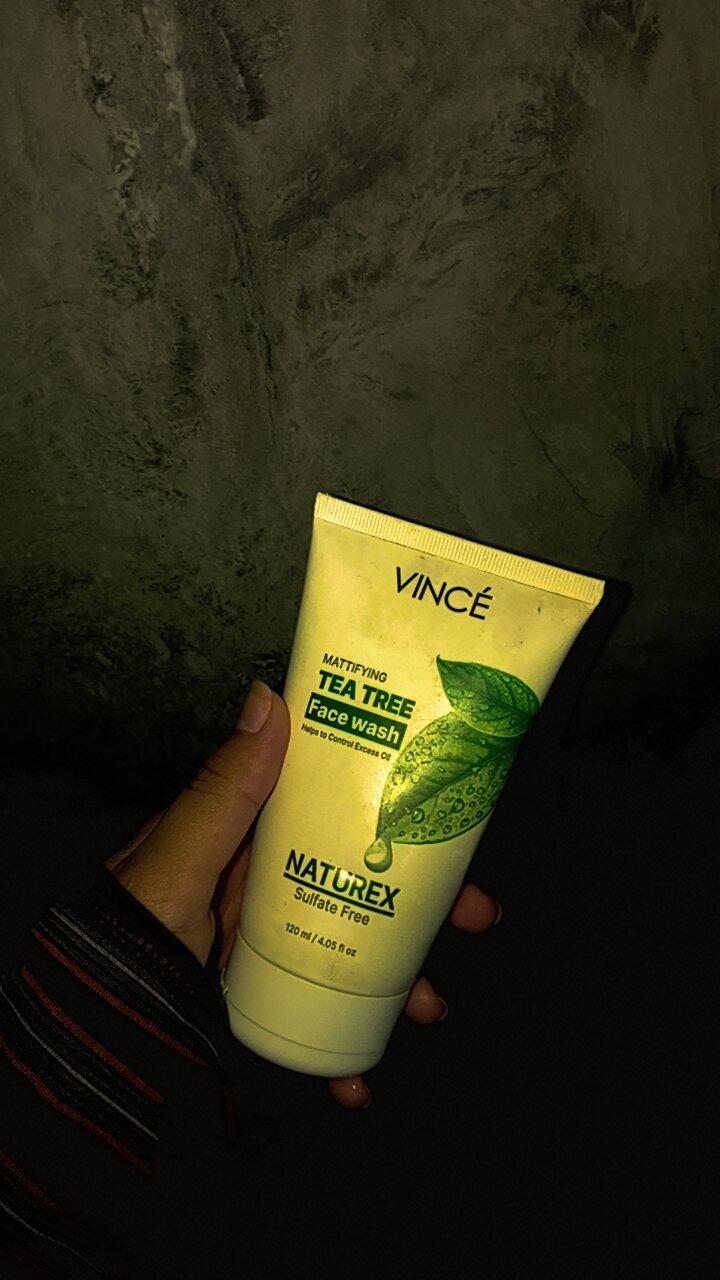 VINCÉ
MATTIFYING
TEA TREE
Face wash
Helps to Control Excess Oil
NATUREX
Sulfate Free
120 ml / 4.05 fl oz